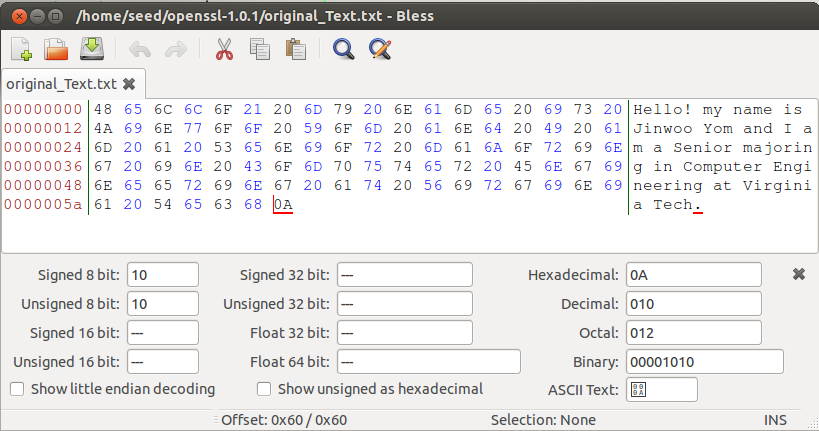 /home/seed/openssl-1.0.1/original_Text.txt - Bless
original_Text.txt
00000000 48 65 6C 6C 6F 21 20 6D 79 20 6E 61 6D 65 20 69 73 20 Hello! my name is
00000012 4A 69 6E 77 6F 6F 20 59 6F 6D 20 61 6E 64 20 49 20 61 Jinwoo Yom and I a
00000024 6D 20 61 20 53 65 6E 69 6F 72 20 6D 61 6A 6F 72 69 6E m a Senior majorin
00000036 67 20 69 6E 20 43 6F 6D 70 75 74 65 72 20 45 6E 67 69 g in Computer Engi
00000048 6E 65 65 72 69 6E 67 20 61 74 20 56 69 72 67 69 6E 69 neering at Virgini
0000005a 61 20 54 65 63 68 0A a Tech.
Signed 8 bit: 10 Signed 32 bit: --- Hexadecimal: 0A
Unsigned 8 bit: 10 Unsigned 32 bit: --- Decimal: 010
Signed 16 bit: --- Float 32 bit: --- Octal: 012
Unsigned 16 bit: --- Float 64 bit: --- Binary: 00001010
Show little endian decoding Show unsigned as hexadecimal ASCII Text: 000A
Offset: 0x60 / 0x60 Selection: None INS